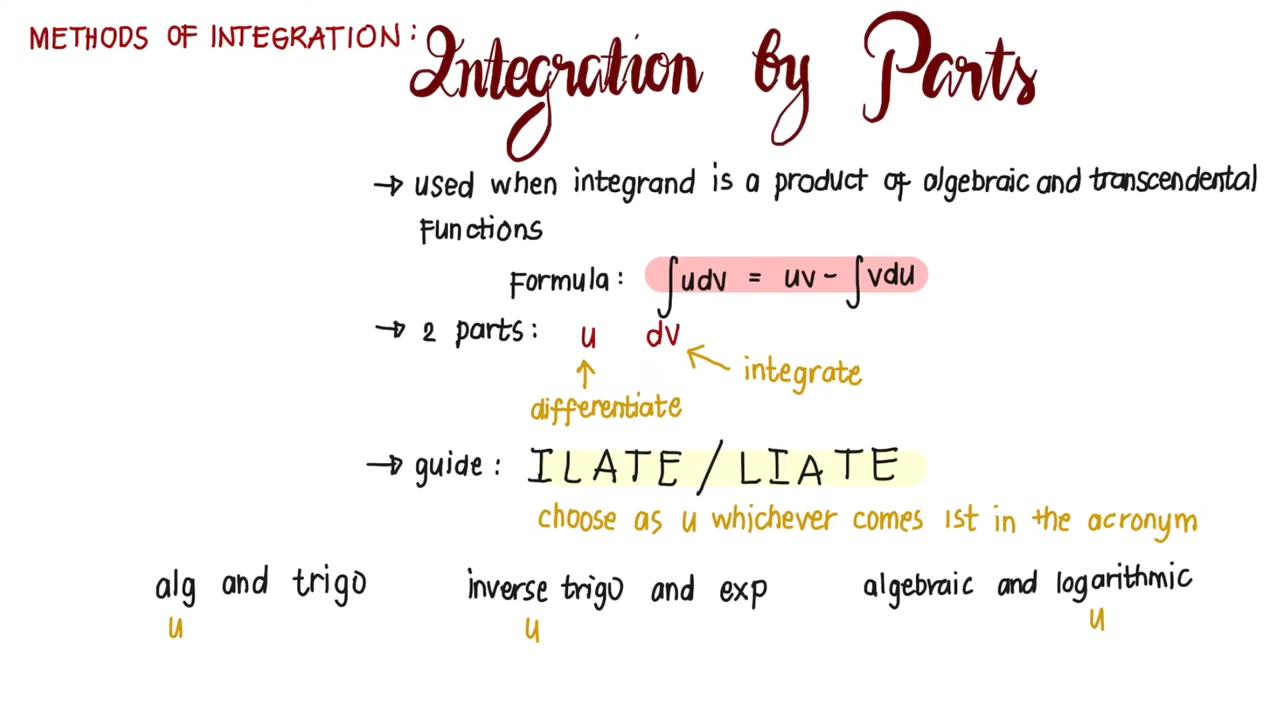 METHODS OF INTEGRATION: Integration by Parts
→ used when integrand is a product of algebraic and transcendental
Functions
Formula: ∫udv = uv - ∫vdu
→ 2 parts: u dv
integrate
differentiate
→ guide: ILATE / LIATE
choose as u whichever comes 1st in the acronym
alg and trigo inverse trigo and exp algebraic and logarithmic
u u u